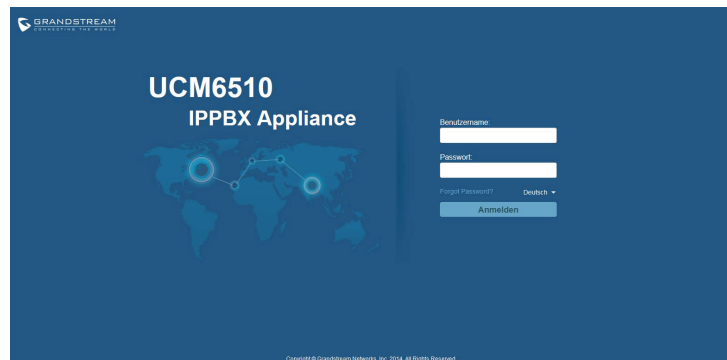 GRANDSTREAM
CONNECTING THE WORLD
UCM6510
IPPBX Appliance
Benutzername:
Passwort:
Forgot Password?
Deutsch
Anmelden
Copyright © Grandstream Networks, Inc. 2014. All Rights Reserved.